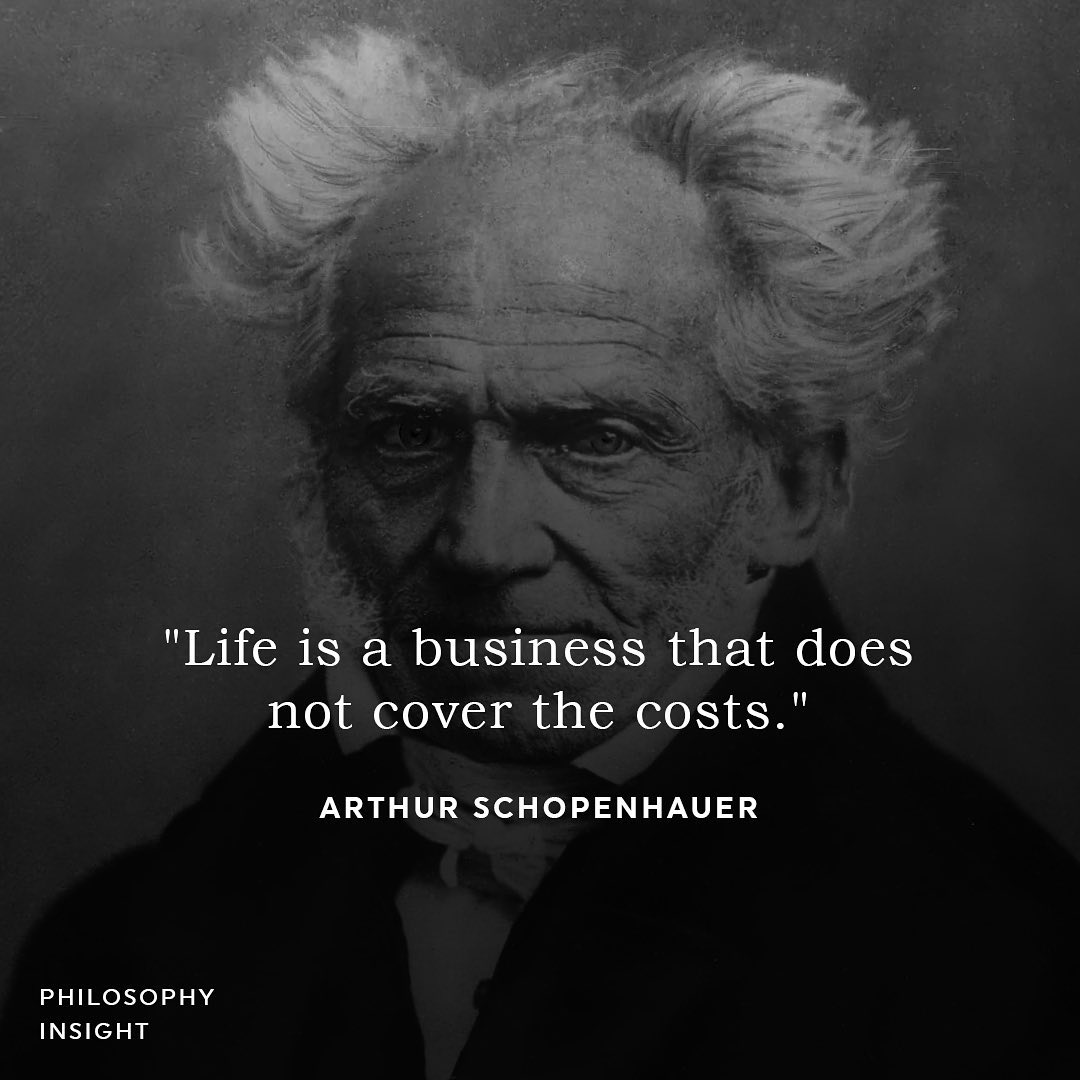 "Life is a business that does
not cover the costs."
ARTHUR SCHOPENHAUER
PHILOSOPHY
INSIGHT